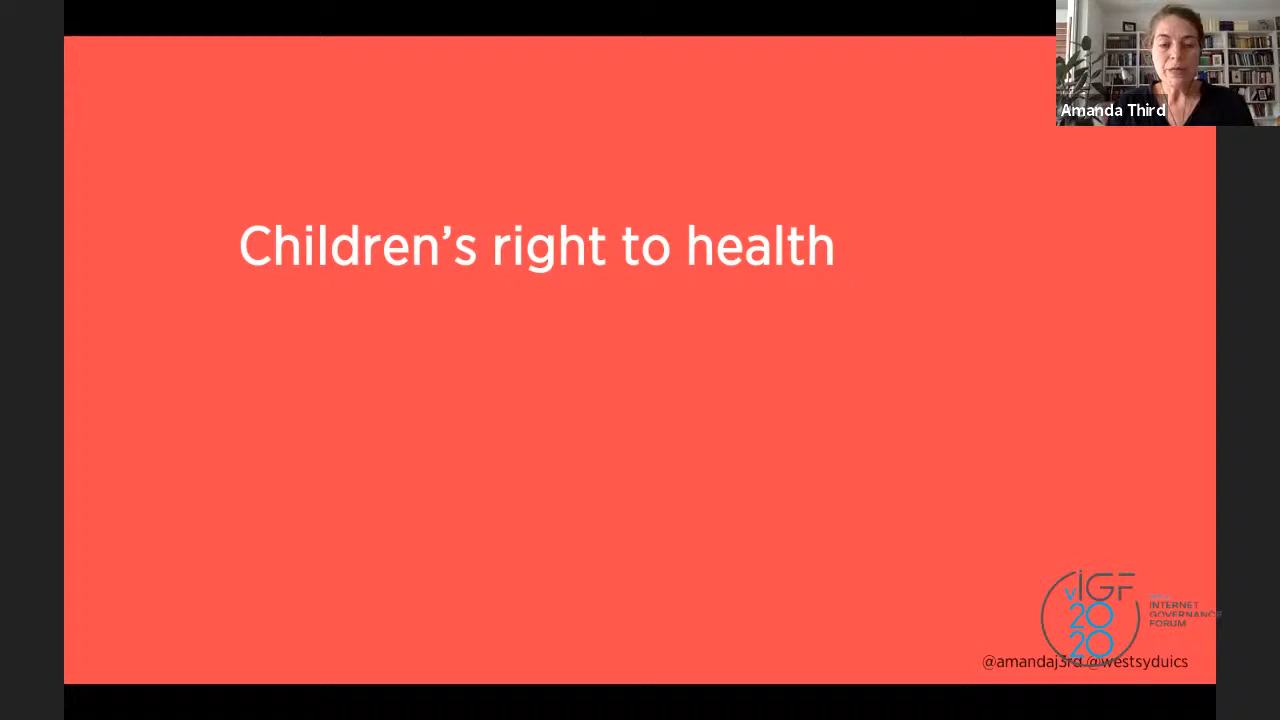 Amanda Third
Children's right to health
vIGF
2020
INTERNET
GOVERNANCE
FORUM
@amandaj3rd @westsyduics